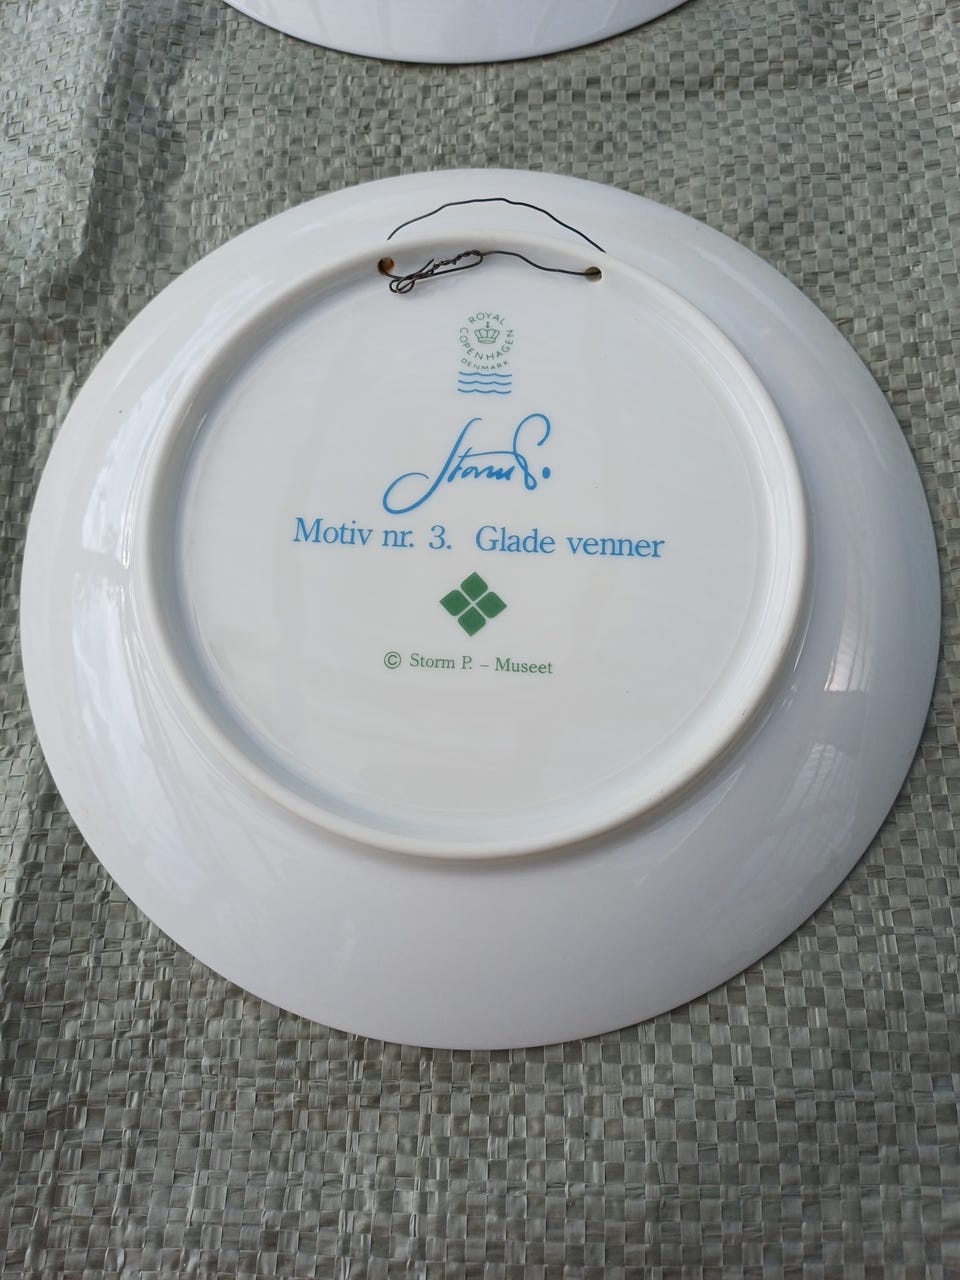 ROYAL
COPENHAGEN
DENMARK
Storm P.
Motiv nr. 3. Glade venner
© Storm P. – Museet